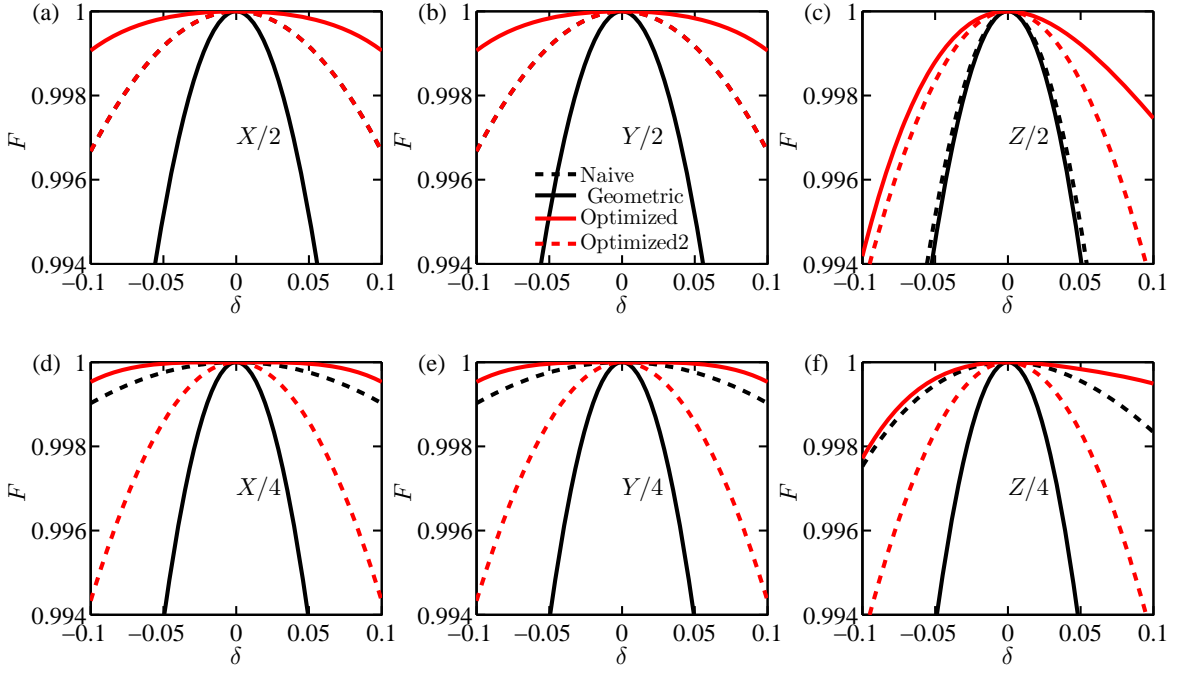 (a)
1
0.998
0.996
0.994
F
X/2
−0.1
−0.05
0
0.05
0.1
δ
(b)
1
0.998
0.996
0.994
F
Y/2
Naive
Geometric
Optimized
Optimized2
−0.1
−0.05
0
0.05
0.1
δ
(c)
1
0.998
0.996
0.994
F
Z/2
−0.1
−0.05
0
0.05
0.1
δ
(d)
1
0.998
0.996
0.994
F
X/4
−0.1
−0.05
0
0.05
0.1
δ
(e)
1
0.998
0.996
0.994
F
Y/4
−0.1
−0.05
0
0.05
0.1
δ
(f)
1
0.998
0.996
0.994
F
Z/4
−0.1
−0.05
0
0.05
0.1
δ